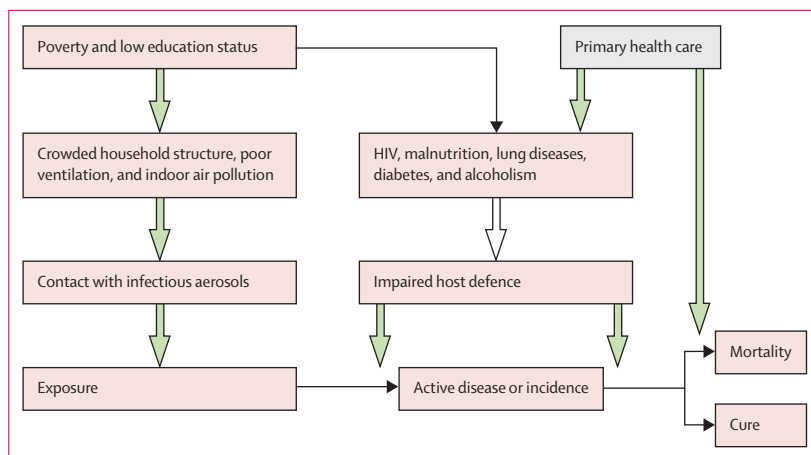 Poverty and low education status
Primary health care
Crowded household structure, poor
ventilation, and indoor air pollution
HIV, malnutrition, lung diseases,
diabetes, and alcoholism
Contact with infectious aerosols
Impaired host defence
Mortality
Exposure
Active disease or incidence
Cure